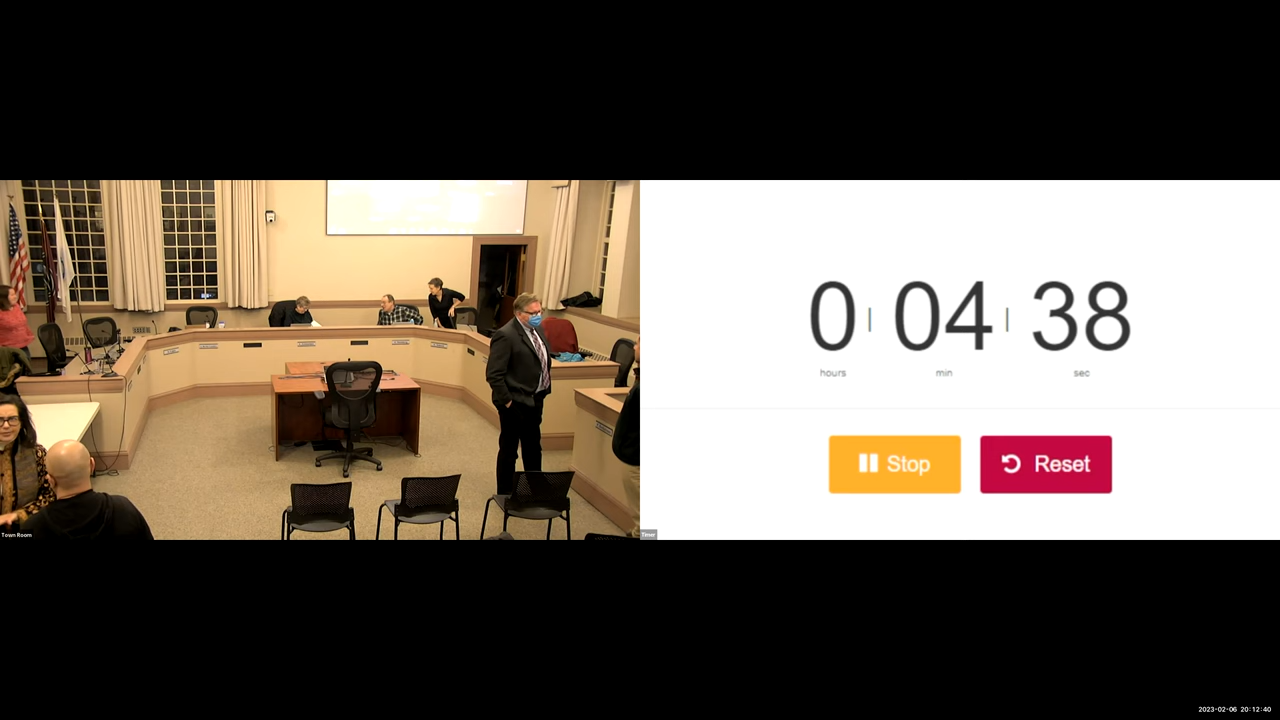 0 04 38
hours min sec
Stop Reset
Town Room
Timer
2023-02-06 20:12:40